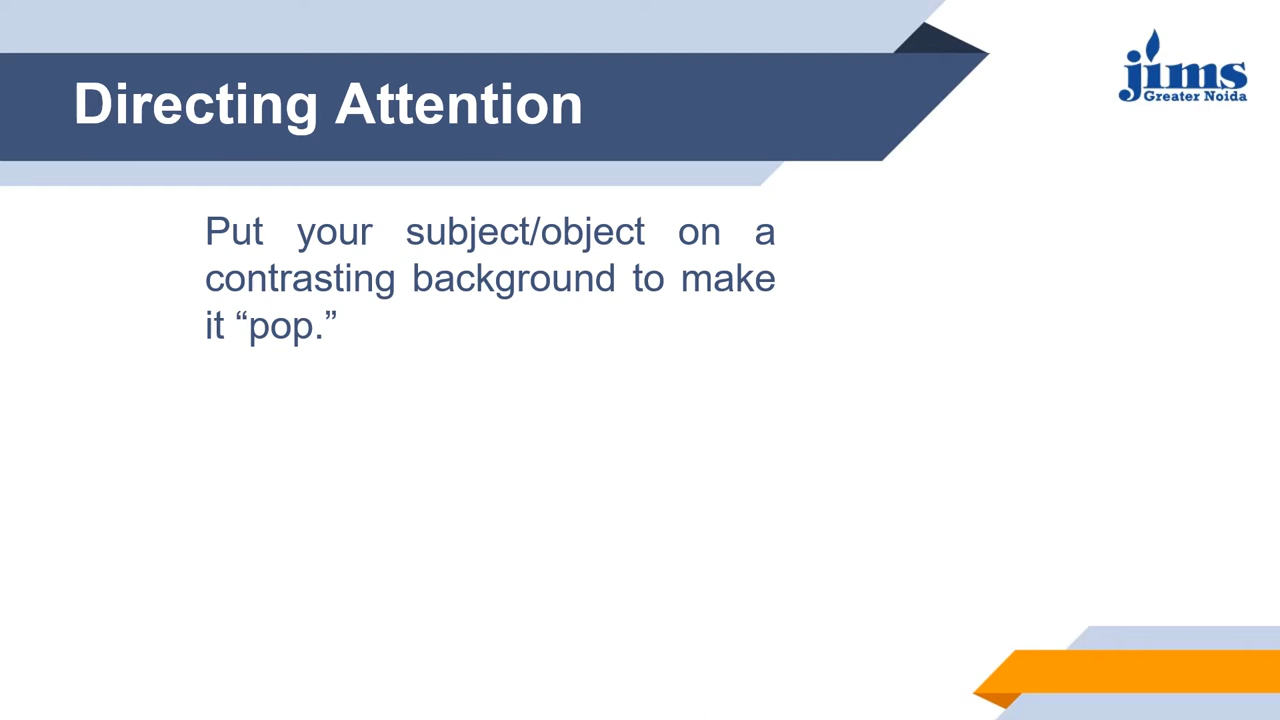 Directing Attention
jims
Greater Noida
Put your subject/object on a
contrasting background to make
it “pop.”